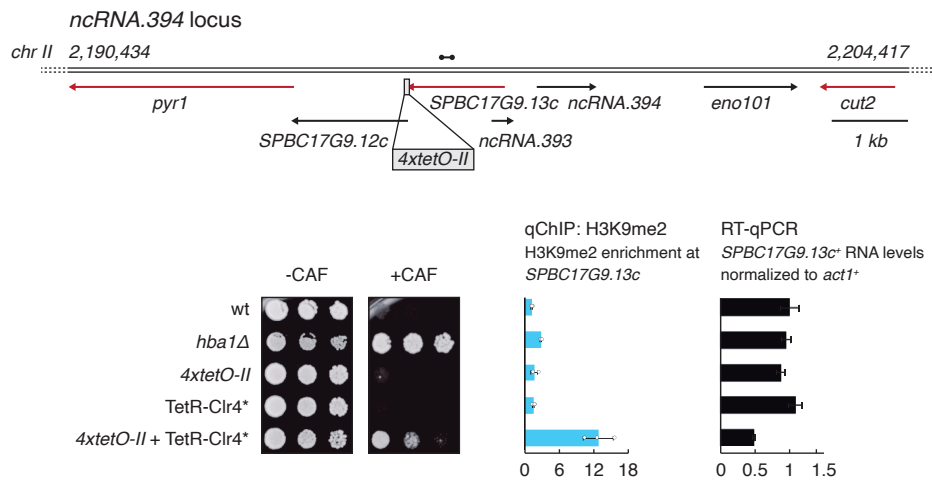 ncRNA.394 locus
chr II 2,190,434 2,204,417
pyr1 SPBC17G9.13c ncRNA.394 eno101 cut2
SPBC17G9.12c ncRNA.393 1 kb
4xtetO-II
qChIP: H3K9me2
H3K9me2 enrichment at
SPBC17G9.13c
RT-qPCR
SPBC17G9.13c+ RNA levels
normalized to act1+
-CAF +CAF
wt
hba1Δ
4xtetO-II
TetR-Clr4*
4xtetO-II + TetR-Clr4*
0 6 12 18
0 0.5 1 1.5